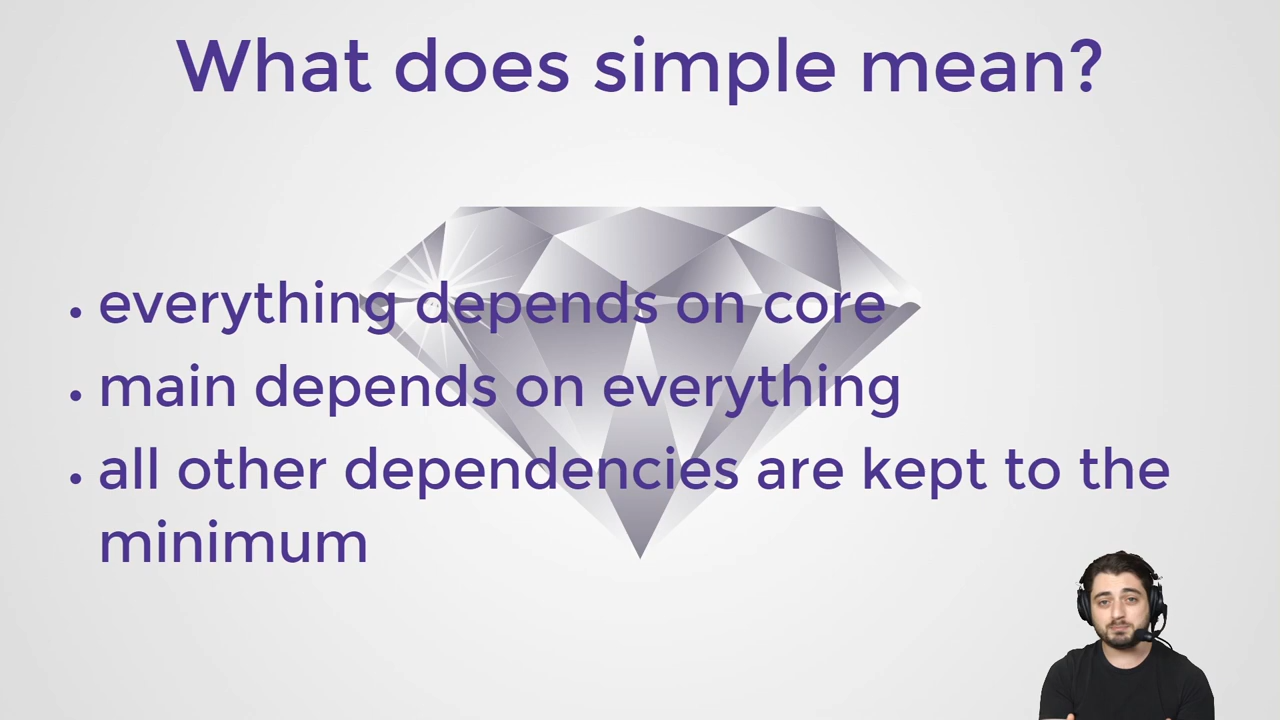 What does simple mean?
• everything depends on core
• main depends on everything
• all other dependencies are kept to the
minimum